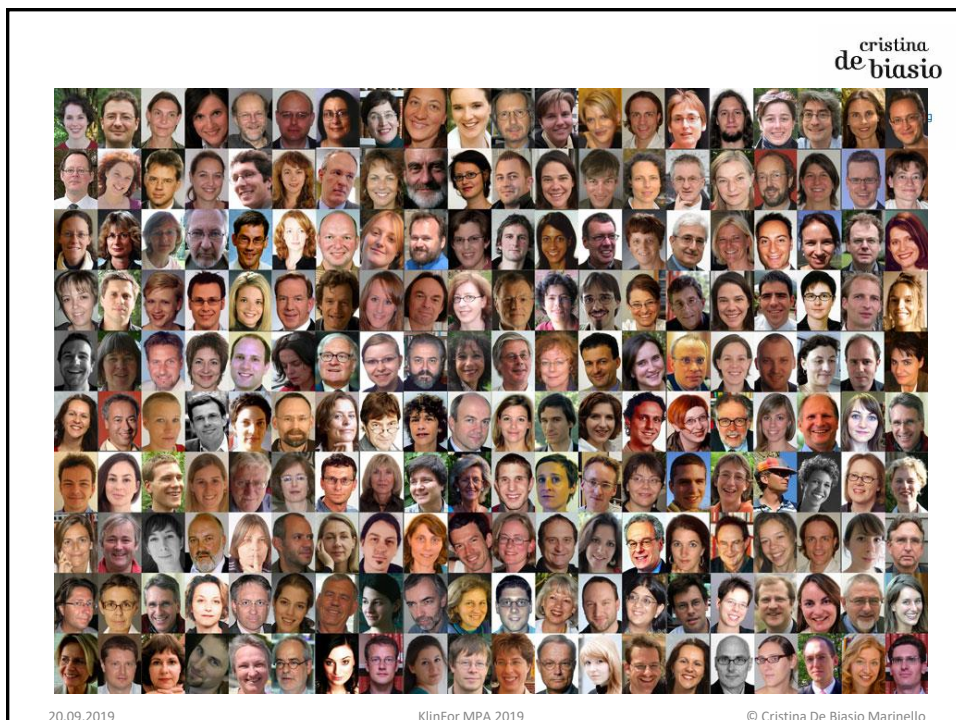 cristina
de biasio
20.09.2019
KlinFor MPA 2019
© Cristina De Biasio Marinello